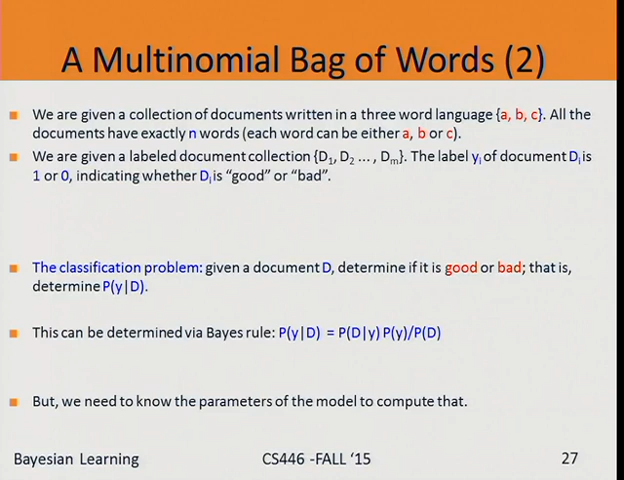 A Multinomial Bag of Words (2)
We are given a collection of documents written in a three word language {a, b, c}. All the
documents have exactly n words (each word can be either a, b or c).
We are given a labeled document collection {D1, D2 ..., Dm}. The label yi of document Di is
1 or 0, indicating whether Di is “good” or “bad”.
The classification problem: given a document D, determine if it is good or bad; that is,
determine P(y|D).
This can be determined via Bayes rule: P(y|D) = P(D|y) P(y)/P(D)
But, we need to know the parameters of the model to compute that.
Bayesian Learning
CS446 -FALL ‘15
27